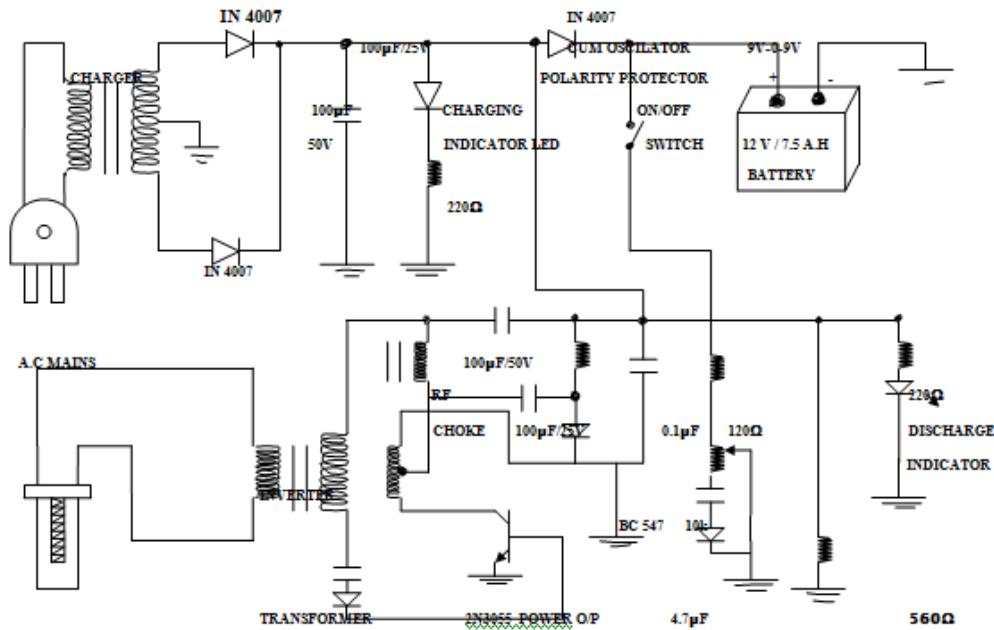 IN 4007
IN 4007
100µF/25V
CUM OSCILATOR
9V-0-9V
CHARGER
POLARITY PROTECTOR
+ -
100µF
CHARGING
ON/OFF
50V
INDICATOR LED
SWITCH
12 V / 7.5 A.H
BATTERY
220Ω
IN 4007
A.C MAINS
100µF/50V
RF
220Ω
CHOKE
100µF/25V
0.1µF
120Ω
DISCHARGE
INDICATOR
INVERTER
BC 547
10k
TRANSFORMER
2N3055 POWER O/P
4.7µF
560Ω